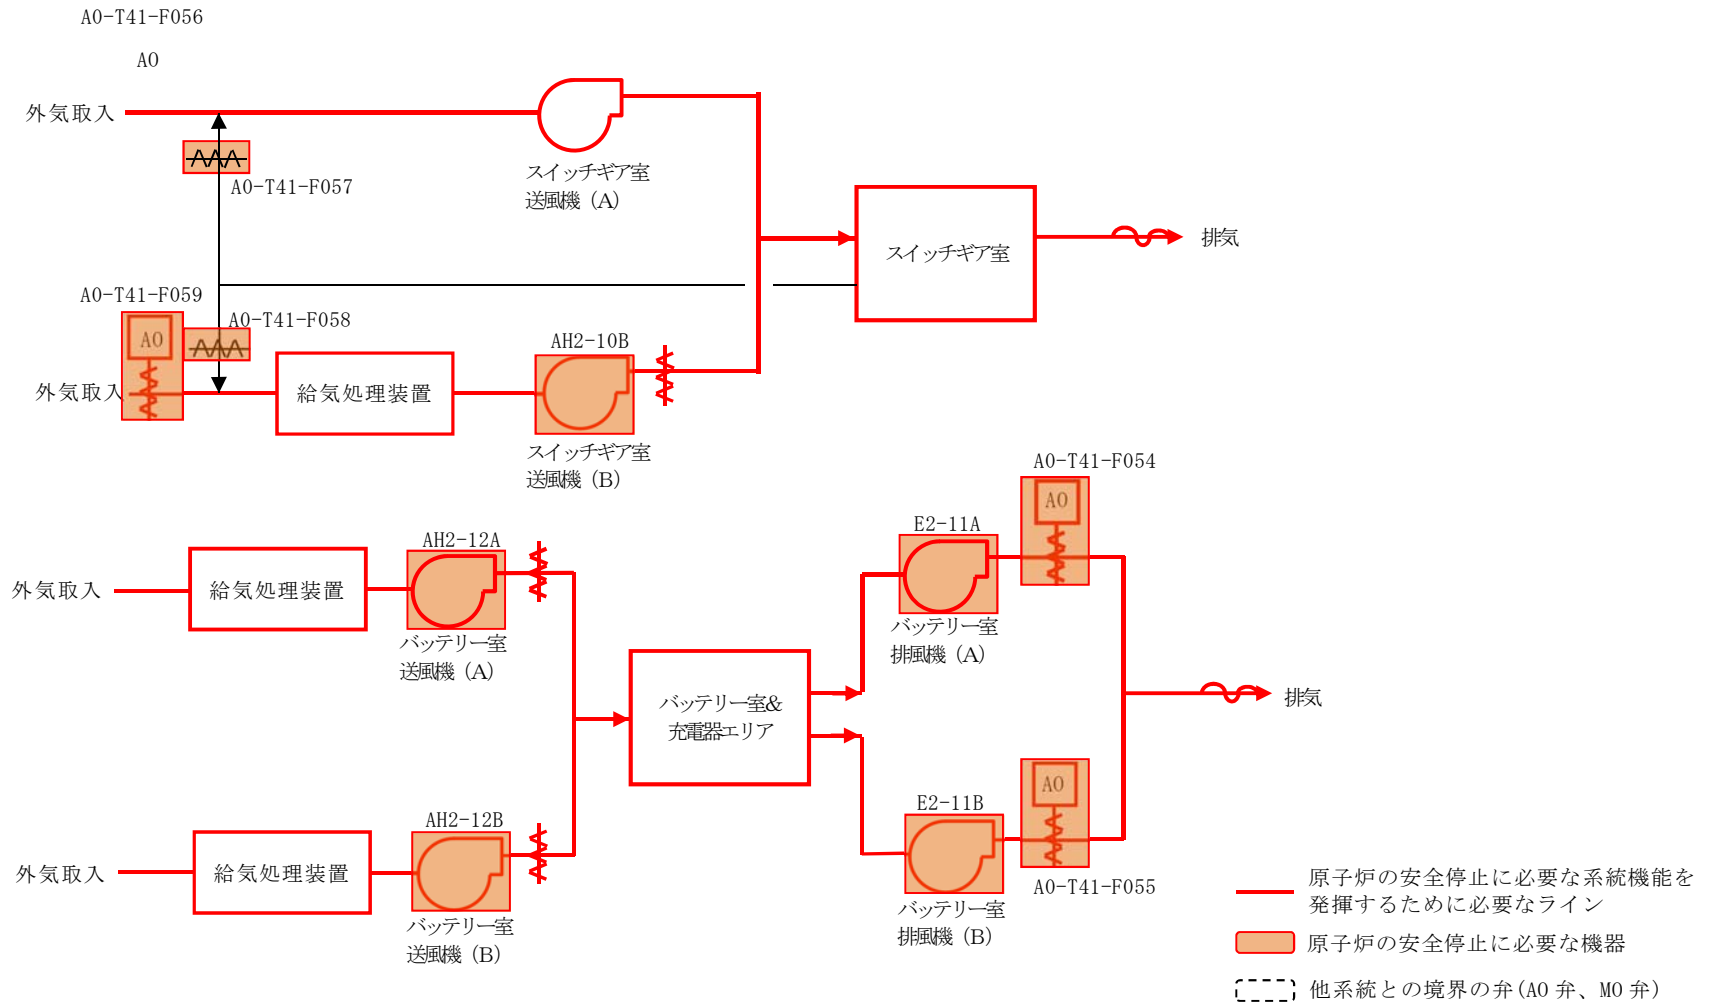 A0-T41-F056
AO
外気取入
A0-T41-F057
スイッチギア室
送風機 (A)
スイッチギア室
排気
A0-T41-F059
A0-T41-F058
AO
外気取入
給気処理装置
AH2-10B
スイッチギア室
送風機 (B)
外気取入
給気処理装置
AH2-12A
バッテリー室
送風機 (A)
バッテリー室&
充電器エリア
E2-11A
バッテリー室
排風機 (A)
A0-T41-F054
AO
排気
外気取入
給気処理装置
AH2-12B
バッテリー室
送風機 (B)
E2-11B
バッテリー室
排風機 (B)
AO
A0-T41-F055
原子炉の安全停止に必要な系統機能を
発揮するために必要なライン
原子炉の安全停止に必要な機器
他系統との境界の弁(AO 弁、MO 弁)